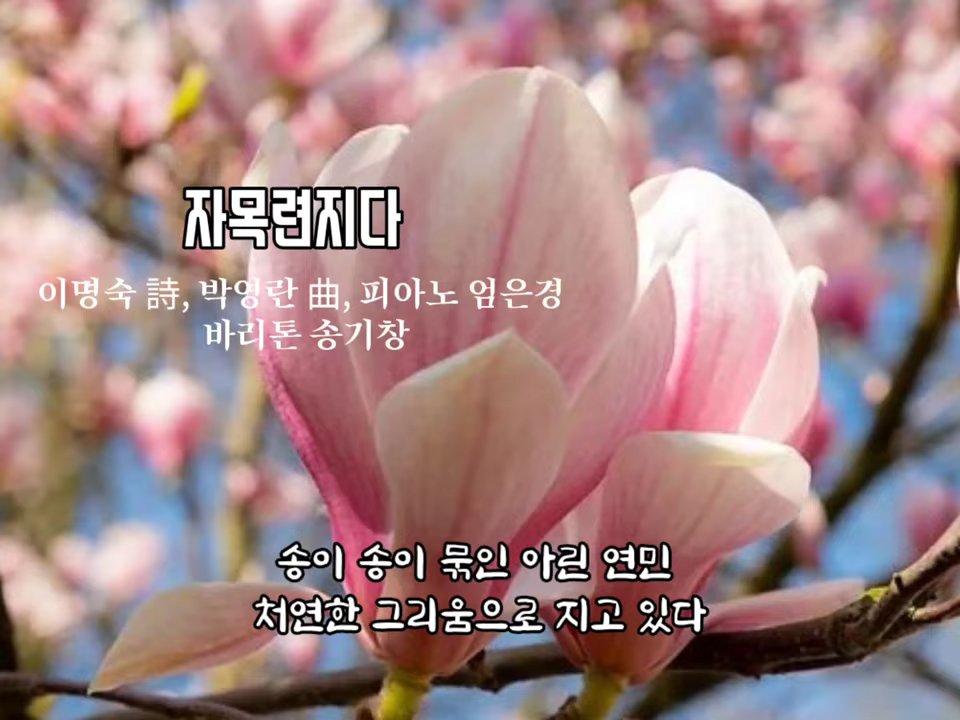 자목련지다
이명숙 詩, 박영란 曲, 피아노 엄은경
바리톤 송기창
송이 송이 묶인 아린 연민
처연한 그리움으로 지고 있다